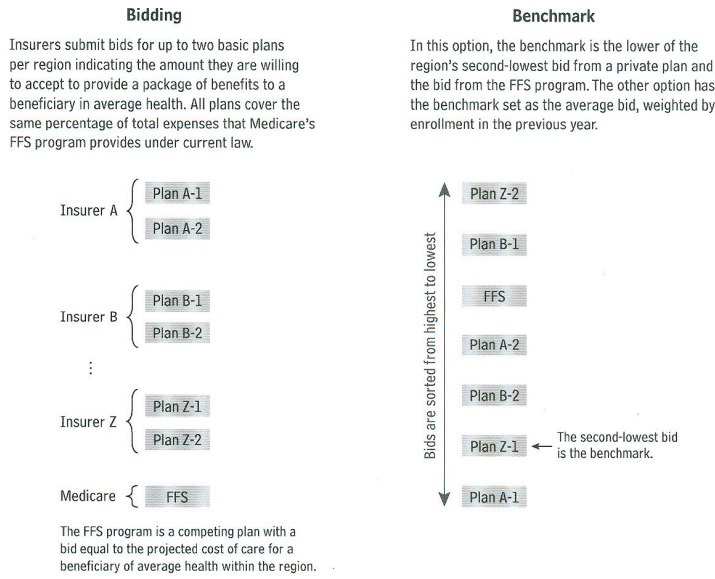 Bidding
Insurers submit bids for up to two basic plans
per region indicating the amount they are willing
to accept to provide a package of benefits to a
beneficiary in average health. All plans cover the
same percentage of total expenses that Medicare's
FFS program provides under current law.
Insurer A
Plan A-1
Plan A-2
Insurer B
Plan B-1
Plan B-2
Insurer Z
Plan Z-1
Plan Z-2
Medicare
FFS
The FFS program is a competing plan with a
bid equal to the projected cost of care for a
beneficiary of average health within the region.
Benchmark
In this option, the benchmark is the lower of the
region's second-lowest bid from a private plan and
the bid from the FFS program. The other option has
the benchmark set as the average bid, weighted by
enrollment in the previous year.
Bids are sorted from highest to lowest
Plan Z-2
Plan B-1
FFS
Plan A-2
Plan B-2
Plan Z-1
The second-lowest bid
is the benchmark.
Plan A-1